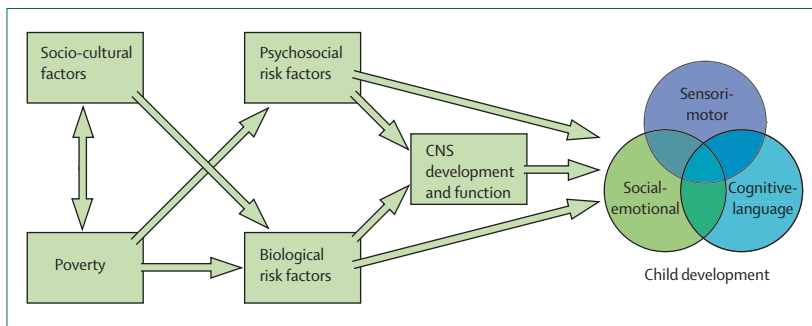 Socio-cultural
factors
Psychosocial
risk factors
CNS
development
and function
Poverty
Biological
risk factors
Sensori-
motor
Social-
emotional
Cognitive-
language
Child development